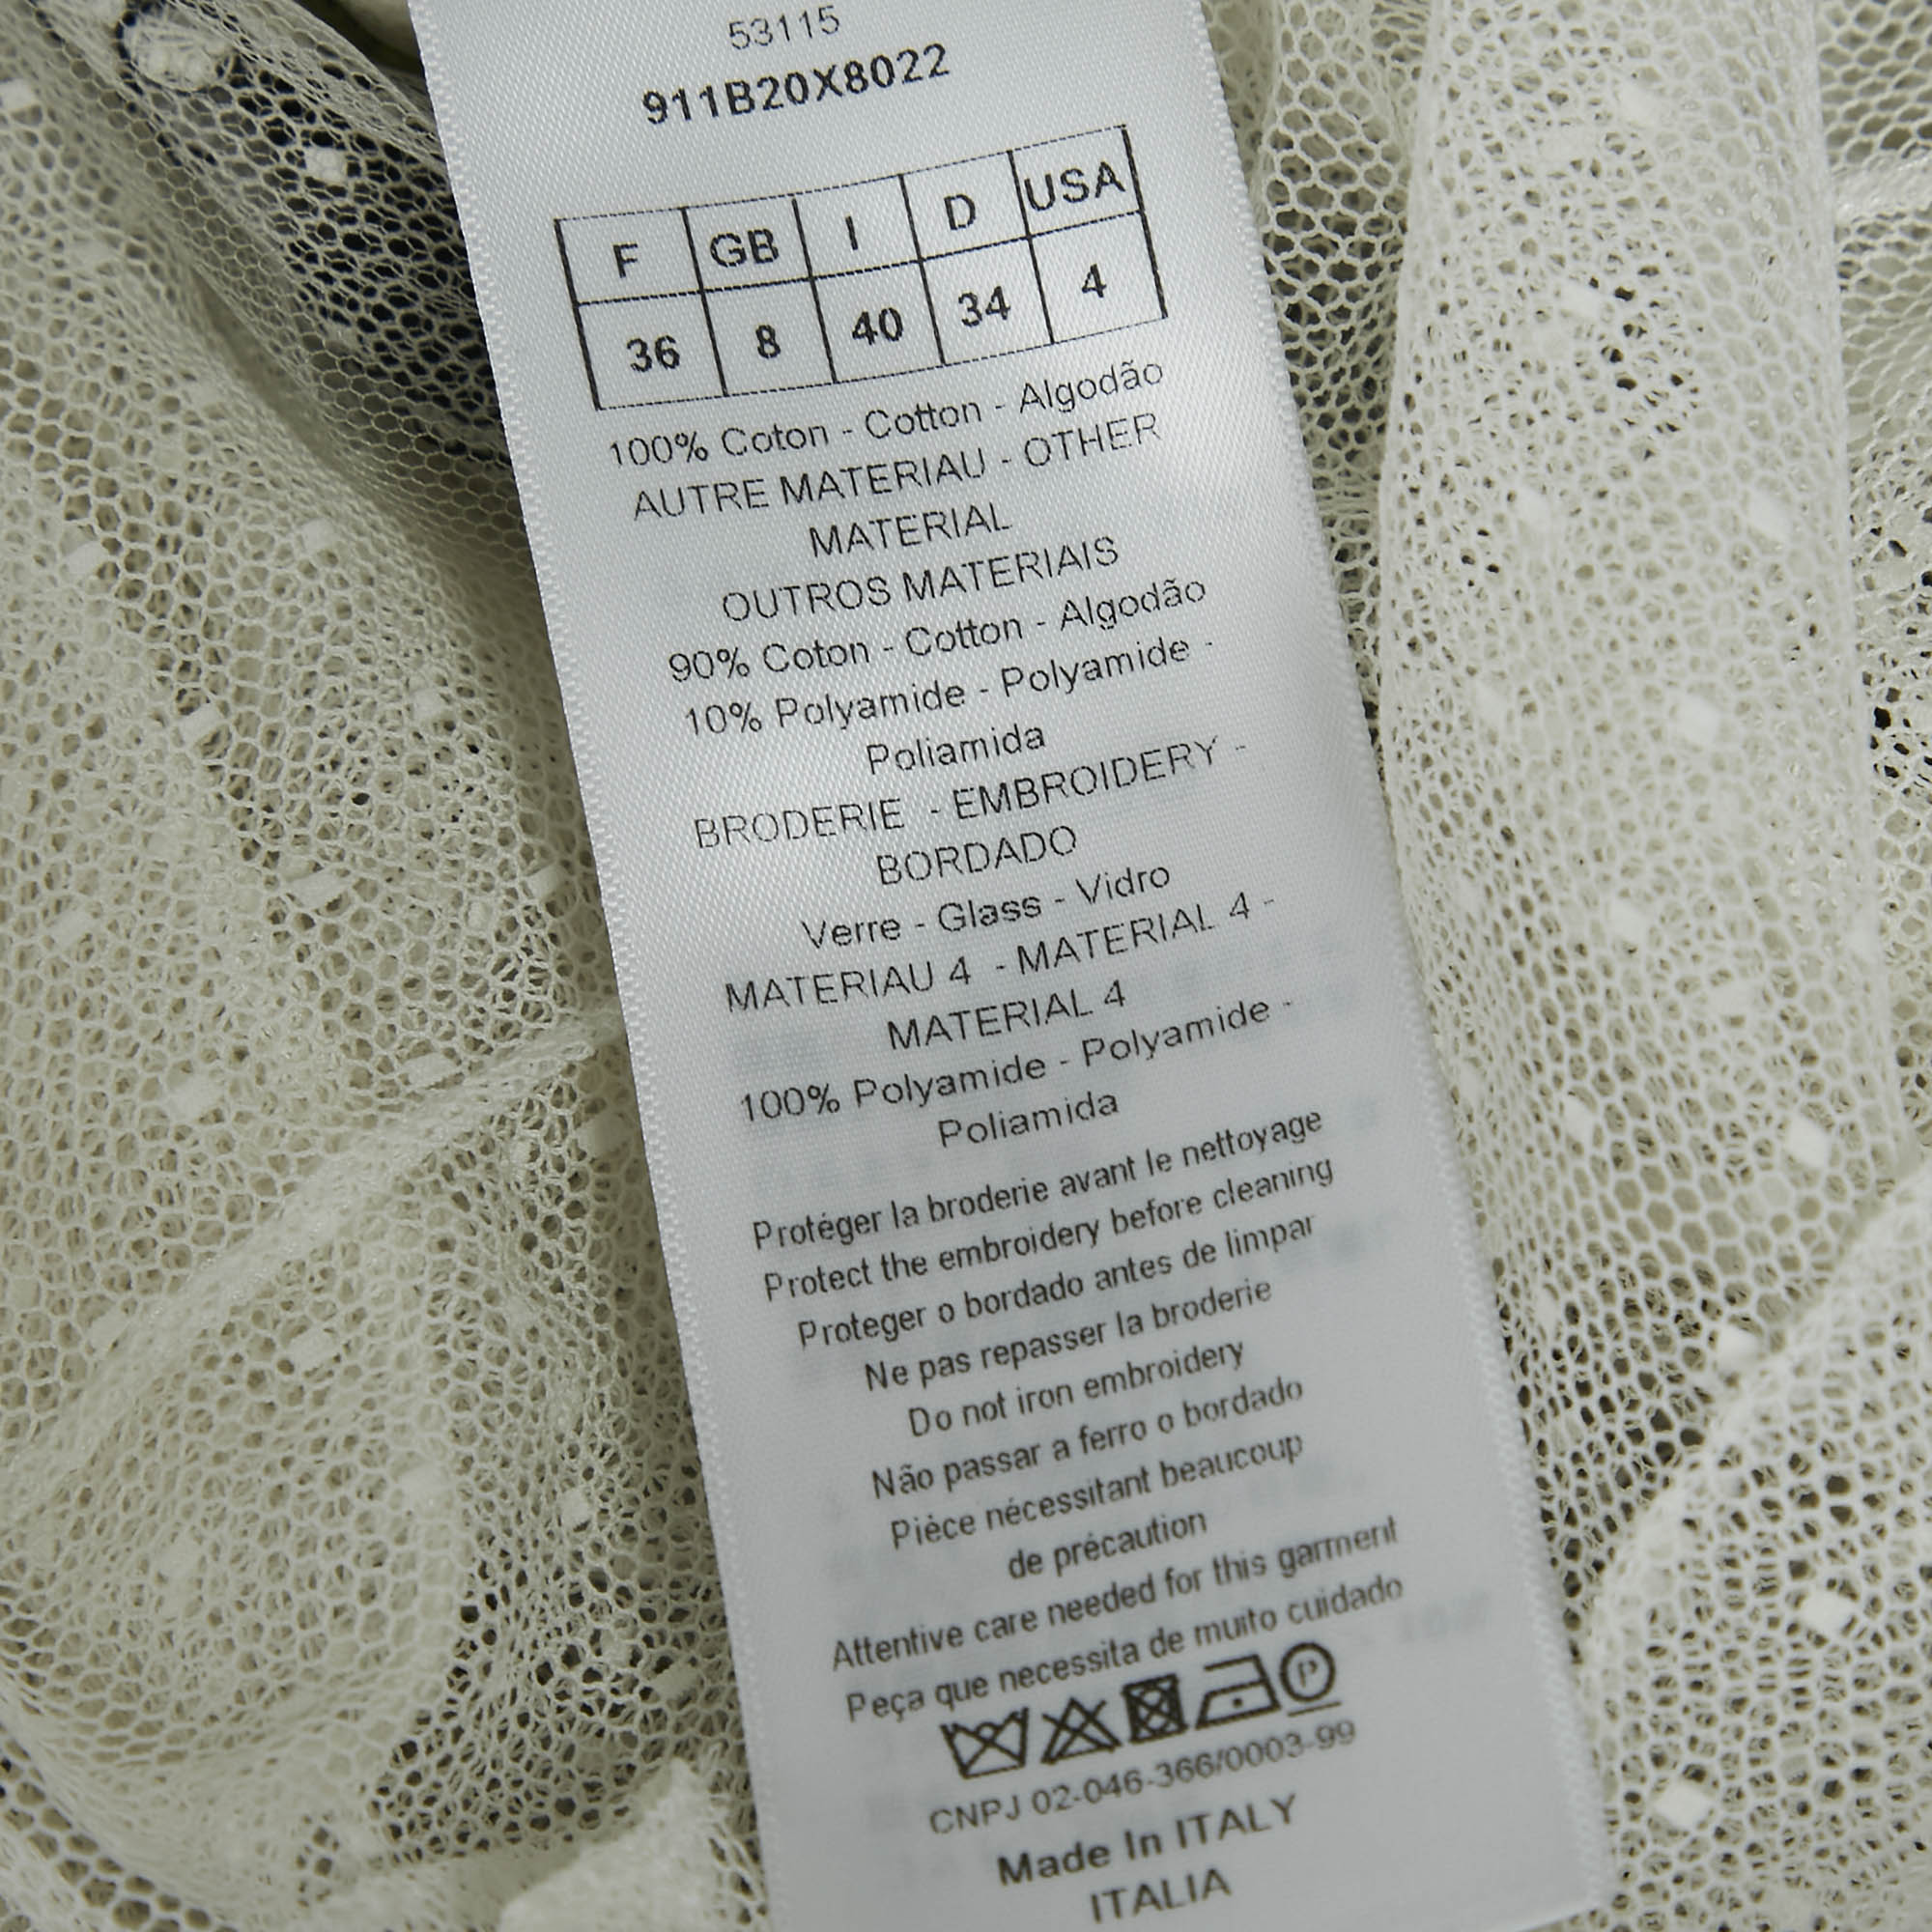 53115
911B20X8022
F GB I D USA
36 8 40 34 4
100% Coton - Cotton - Algodão
AUTRE MATERIAU - OTHER
MATERIAL
OUTROS MATERIAIS
90% Coton - Cotton - Algodão
10% Polyamide - Polyamide -
Poliamida
BRODERIE - EMBROIDERY -
BORDADO
Verre - Glass - Vidro
MATERIAU 4 - MATERIAL 4 -
MATERIAL 4
100% Polyamide - Polyamide -
Poliamida
Protéger la broderie avant le nettoyage
Protect the embroidery before cleaning
Proteger o bordado antes de limpar
Ne pas repasser la broderie
Do not iron embroidery
Não passar a ferro o bordado
Pièce nécessitant beaucoup
de précaution
Attentive care needed for this garment
Peça que necessita de muito cuidado
P
CNPJ 02-046-366/0003-99
Made In ITALY
ITALIA